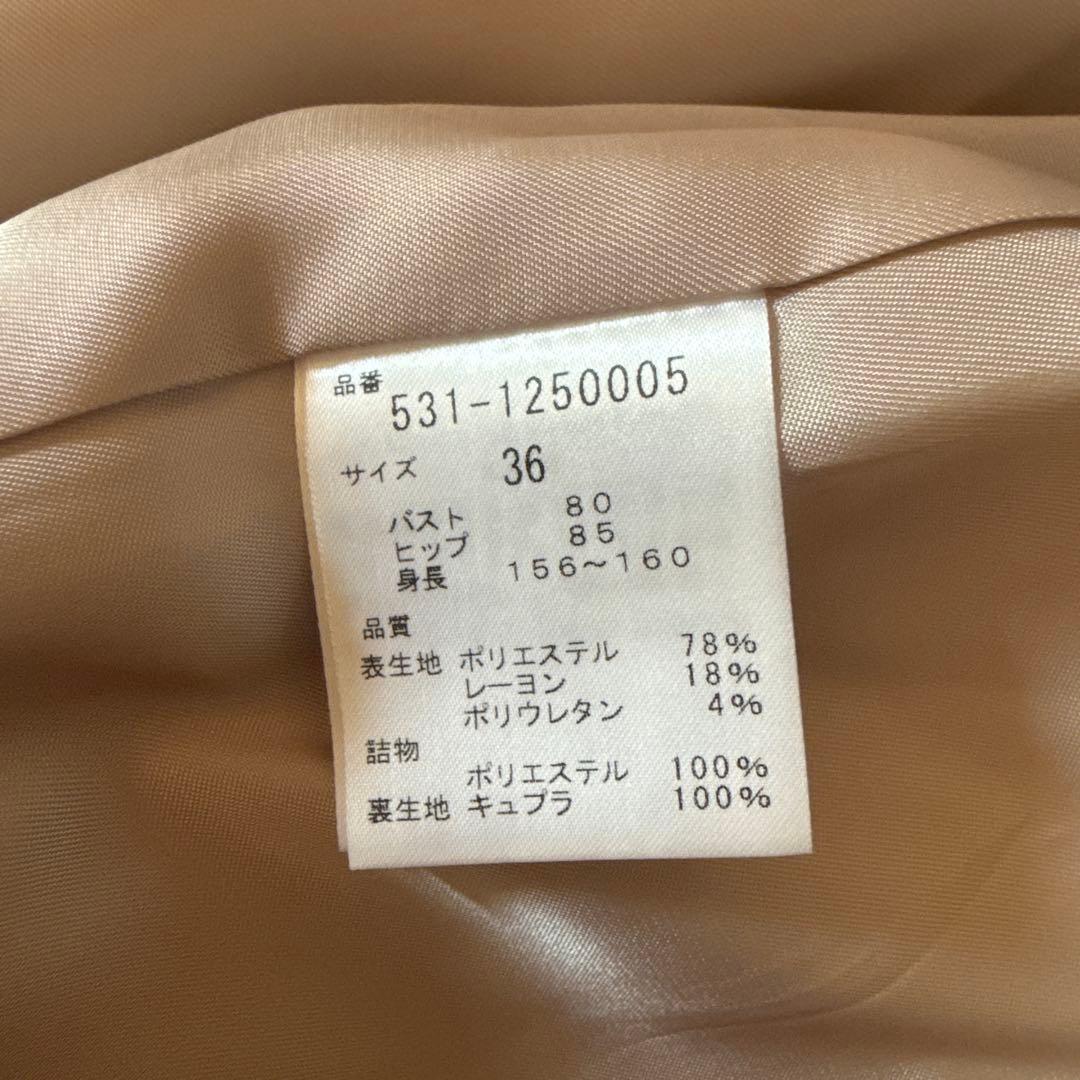 品番 531-1250005
サイズ 36
バスト 80
ヒップ 85
身長 156~160
品質
表生地 ポリエステル 78%
レーヨン 18%
ポリウレタン 4%
詰物
ポリエステル 100%
裏生地 キュプラ 100%